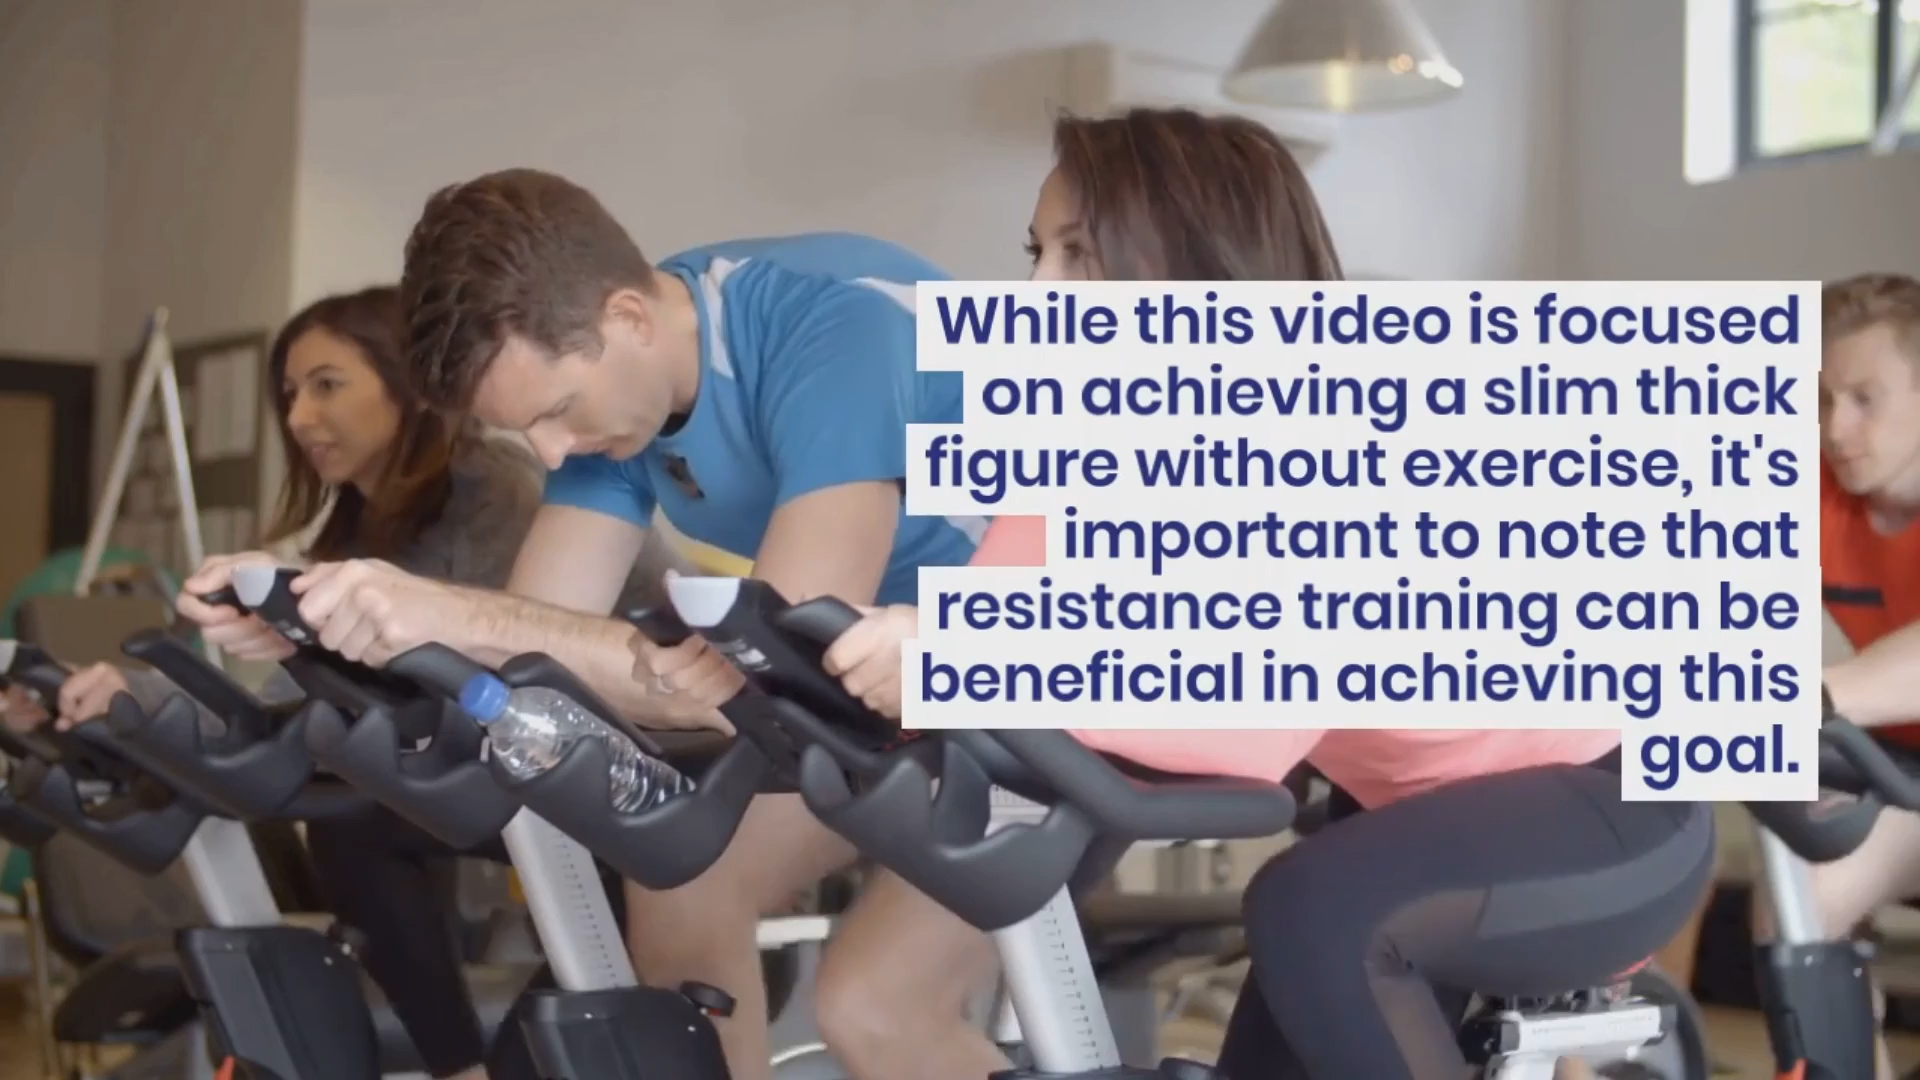 While this video is focused
on achieving a slim thick
figure without exercise, it's
important to note that
resistance training can be
beneficial in achieving this
goal.